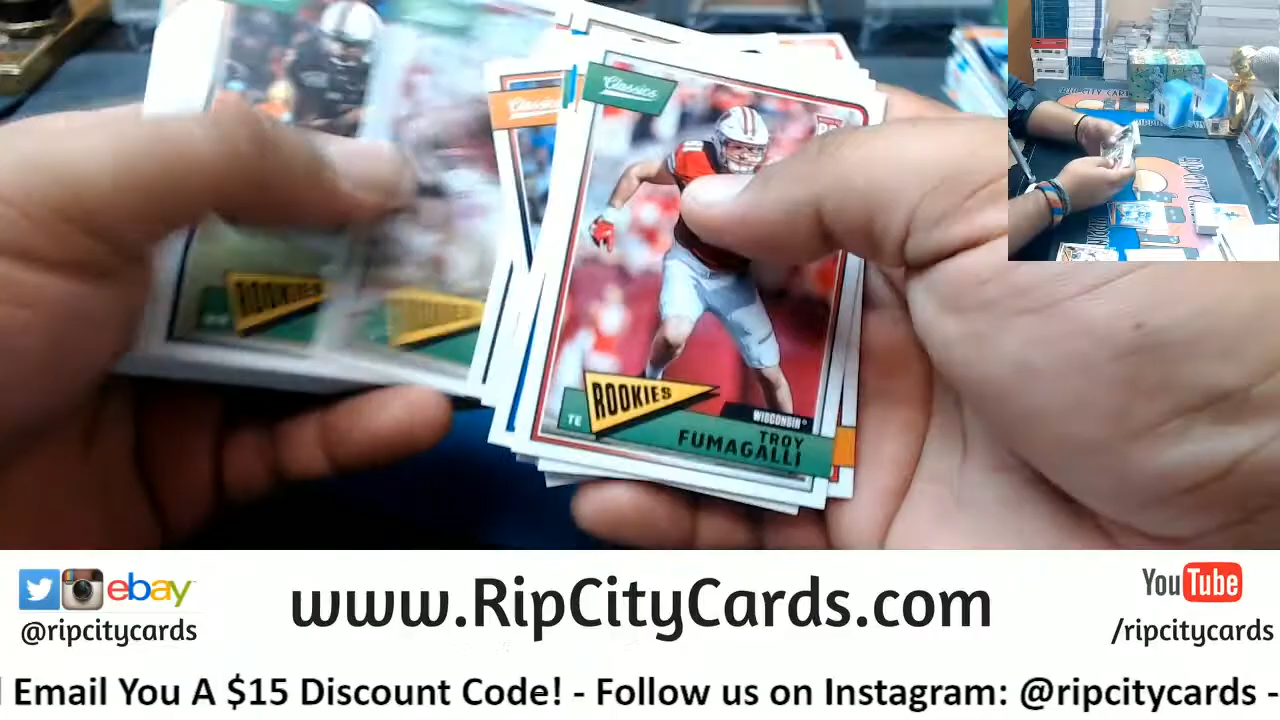 Classics
Classics
ROOKIES
ROOKIES
TE
WISCONSIN
TROY
FUMAGALLI
ebay
@ripcitycards
www.RipCityCards.com
YouTube
/ripcitycards
Email You A $15 Discount Code! - Follow us on Instagram: @ripcitycards -